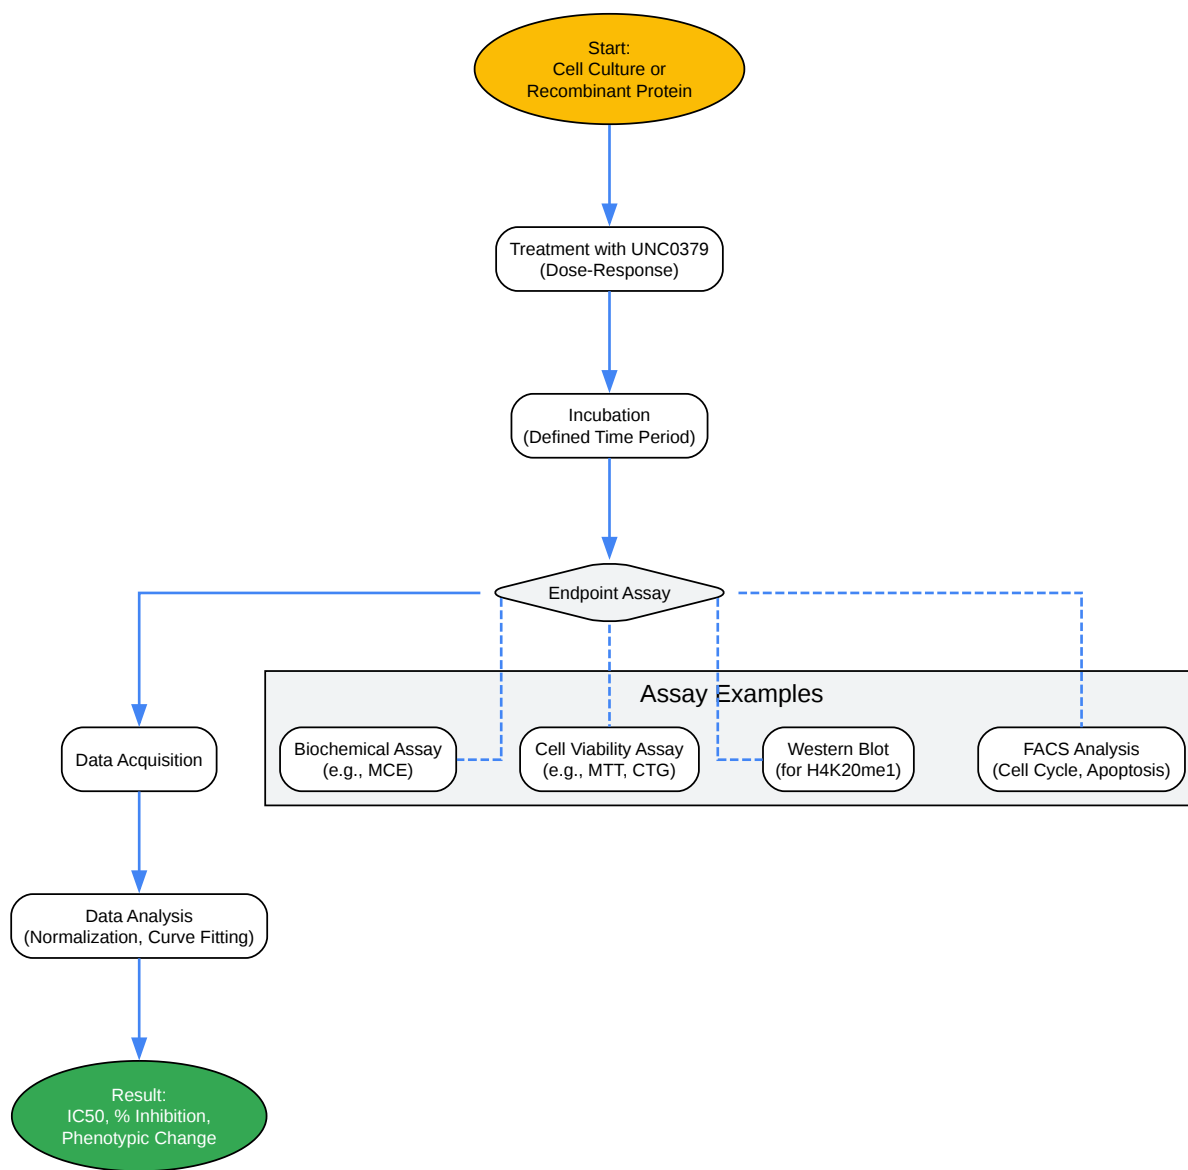 Start:
Cell Culture or
Recombinant Protein
Treatment with UNC0379
(Dose-Response)
Incubation
(Defined Time Period)
Endpoint Assay
Assay Examples
Data Acquisition
Biochemical Assay
(e.g., MCE)
Cell Viability Assay
(e.g., MTT, CTG)
Western Blot
(for H4K20me1)
FACS Analysis
(Cell Cycle, Apoptosis)
Data Analysis
(Normalization, Curve Fitting)
Result:
IC50, % Inhibition,
Phenotypic Change